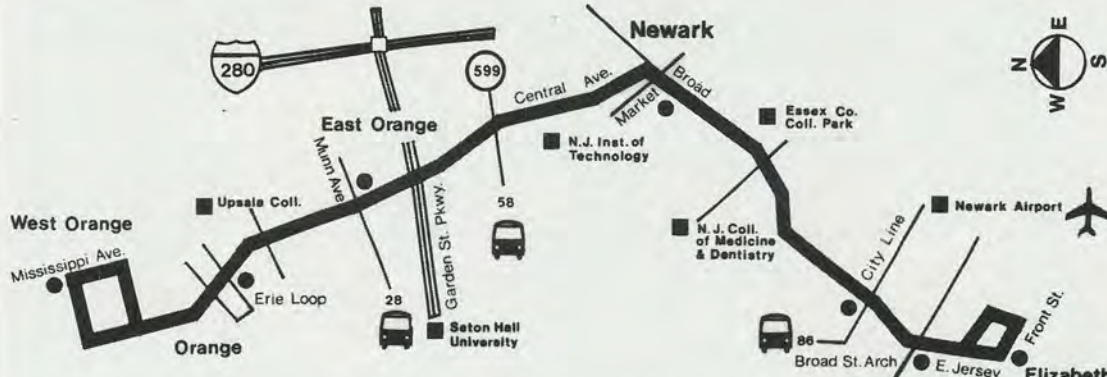 280
599
Newark
N
E
S
W
East Orange
Central Ave.
Market
Broad
Essex Co.
Coll. Park
N.J. Inst. of
Technology
Munn Ave
Upsala Coll.
58
Garden St. Pkwy.
West Orange
Mississippi Ave.
Erie Loop
Orange
28
Seton Hall
University
N.J. Coll.
of Medicine
& Dentistry
City Line
Newark Airport
86
Broad St. Arch
E. Jersey
Front St.
Elizabeth